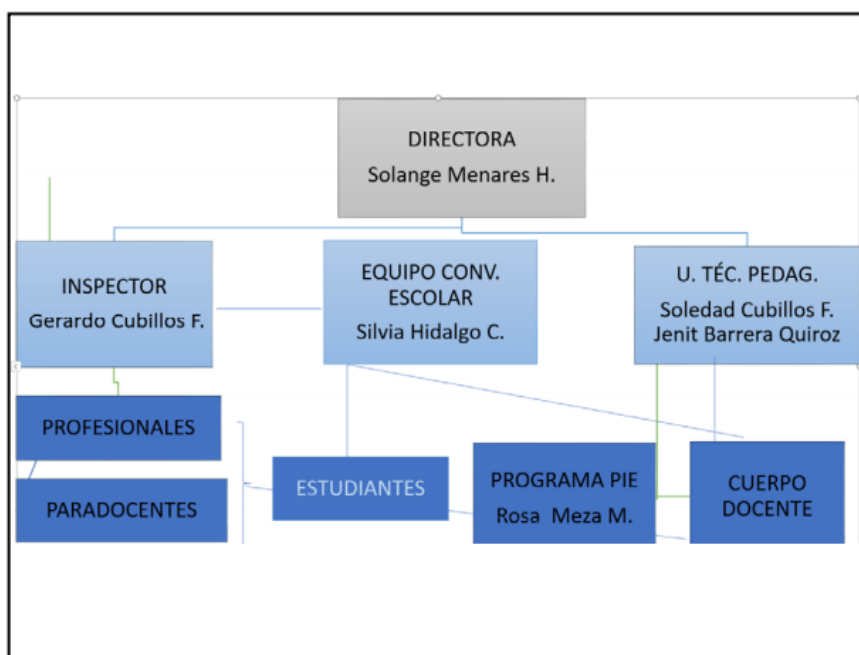 DIRECTORA
Solange Menares H.
INSPECTOR
Gerardo Cubillos F.
EQUIPO CONV.
ESCOLAR
Silvia Hidalgo C.
U. TÉC. PEDAG.
Soledad Cubillos F.
Jenit Barrera Quiroz
PROFESIONALES
PARADOCENTES
ESTUDIANTES
PROGRAMA PIE
Rosa Meza M.
CUERPO
DOCENTE